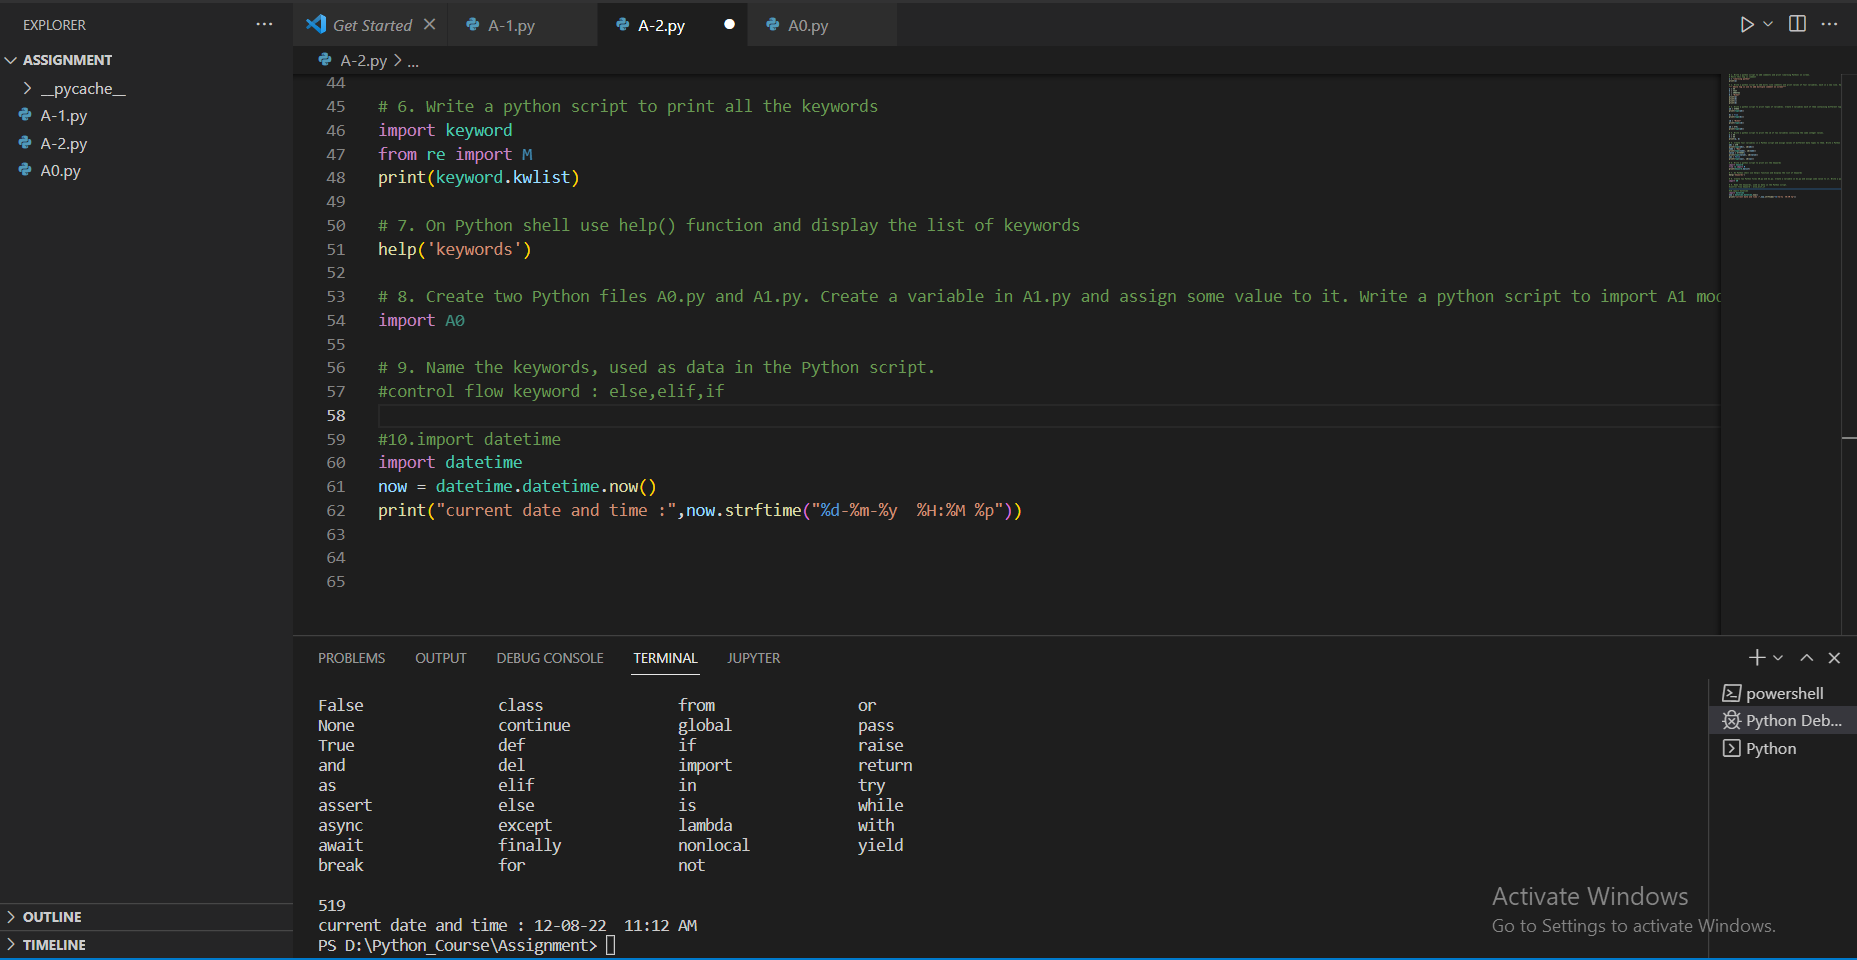 EXPLORER
ASSIGNMENT
__pycache__
A-1.py
A-2.py
A0.py
OUTLINE
TIMELINE
Get Started
A-1.py
A-2.py
A0.py
A-2.py > ...
44
45 # 6. Write a python script to print all the keywords
46 import keyword
47 from re import M
48 print(keyword.kwlist)
49
50 # 7. On Python shell use help() function and display the list of keywords
51 help('keywords')
52
53 # 8. Create two Python files A0.py and A1.py. Create a variable in A1.py and assign some value to it. Write a python script to import A1 mod
54 import A0
55
56 # 9. Name the keywords, used as data in the Python script.
57 #control flow keyword : else,elif,if
58
59 #10.import datetime
60 import datetime
61 now = datetime.datetime.now()
62 print("current date and time :",now.strftime("%d-%m-%y  %H:%M %p"))
63
64
65
PROBLEMS OUTPUT DEBUG CONSOLE TERMINAL JUPYTER
False class from or
None continue global pass
True def if raise
and del import return
as elif in try
assert else is while
async except lambda with
await finally nonlocal yield
break for not
519
current date and time : 12-08-22  11:12 AM
PS D:\Python_Course\Assignment>
powershell
Python Deb...
Python
Activate Windows
Go to Settings to activate Windows.